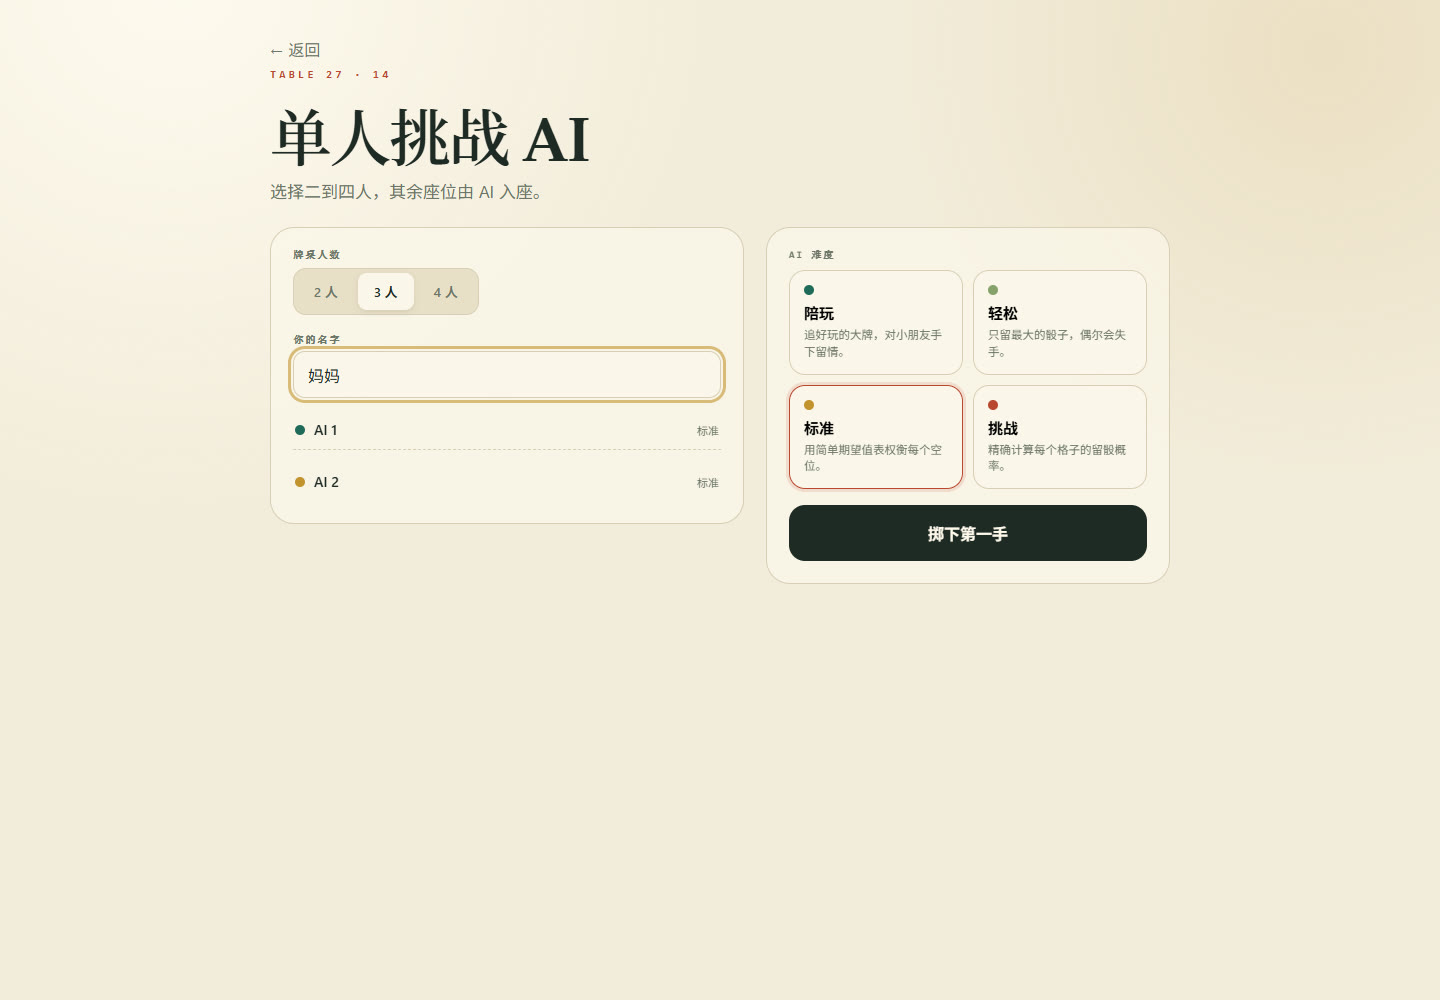 ← 返回
TABLE 27 · 14
单人挑战 AI
选择二到四人，其余座位由 AI 入座。
牌桌人数
2 人
3 人
4 人
你的名字
妈妈
AI 1
标准
AI 2
标准
AI 难度
陪玩
追好玩的大牌，对小朋友手
下留情。
轻松
只留最大的骰子，偶尔会失
手。
标准
用简单期望值表权衡每个空
位。
挑战
精确计算每个格子的留骰概
率。
掷下第一手